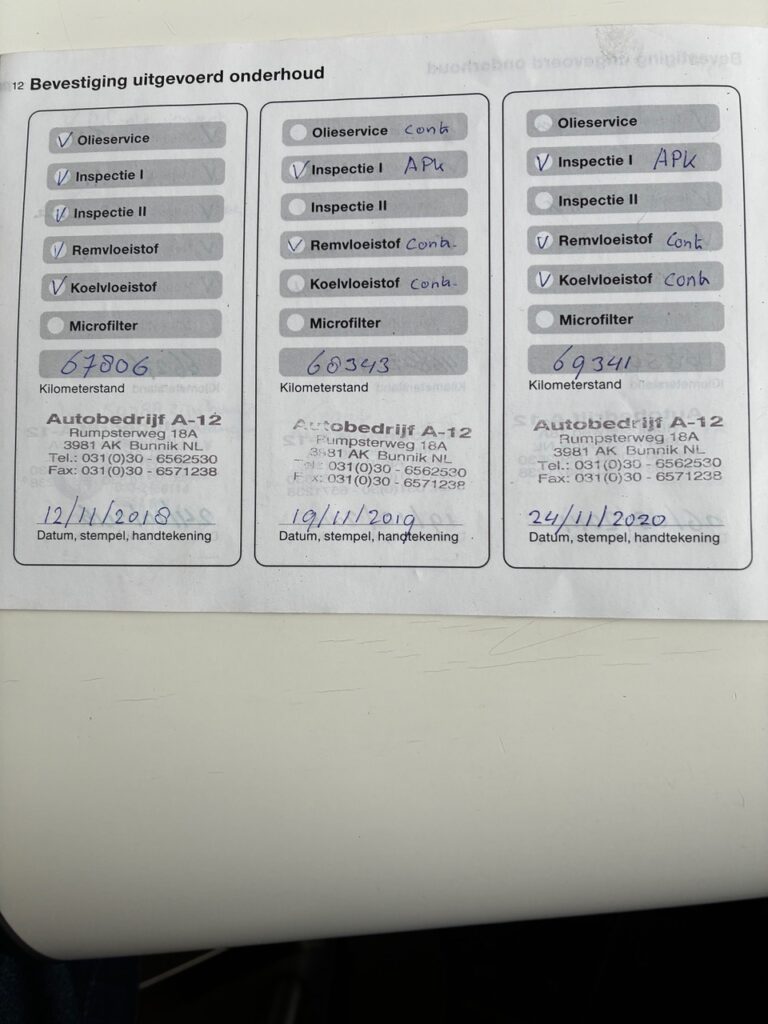 12 Bevestiging uitgevoerd onderhoud
Olieservice
Inspectie I
Inspectie II
Remvloeistof
Koelvloeistof
Microfilter
67806
Kilometerstand
Autobedrijf A-12
Rumpsterweg 18A
3981 AK Bunnik NL
Tel.: 031(0)30 - 6562530
Fax: 031(0)30 - 6571238
12/11/2018
Datum, stempel, handtekening
Olieservice Contr
Inspectie I APK
Inspectie II
Remvloeistof Contr.
Koelvloeistof Contr.
Microfilter
68343
Kilometerstand
Autobedrijf A-12
Rumpsterweg 18A
3981 AK Bunnik NL
Tel.: 031(0)30 - 6562530
Fax: 031(0)30 - 6571238
19/11/2019
Datum, stempel, handtekening
Olieservice
Inspectie I APK
Inspectie II
Remvloeistof Cont
Koelvloeistof Contr
Microfilter
69341
Kilometerstand
Autobedrijf A-12
Rumpsterweg 18A
3981 AK Bunnik NL
Tel.: 031(0)30 - 6562530
Fax: 031(0)30 - 6571238
24/11/2020
Datum, stempel, handtekening